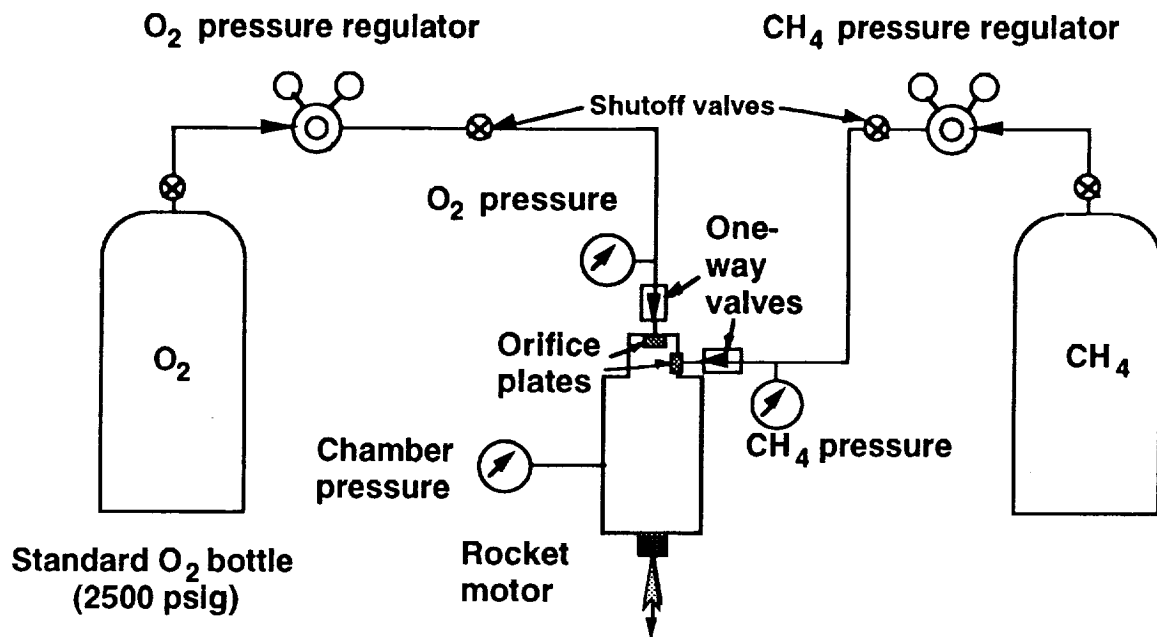 O2 pressure regulator
CH4 pressure regulator
Shutoff valves
O2 pressure
One-
way
valves
O2
Orifice
plates
CH4
CH4 pressure
Chamber
pressure
Rocket
motor
Standard O2 bottle
(2500 psig)